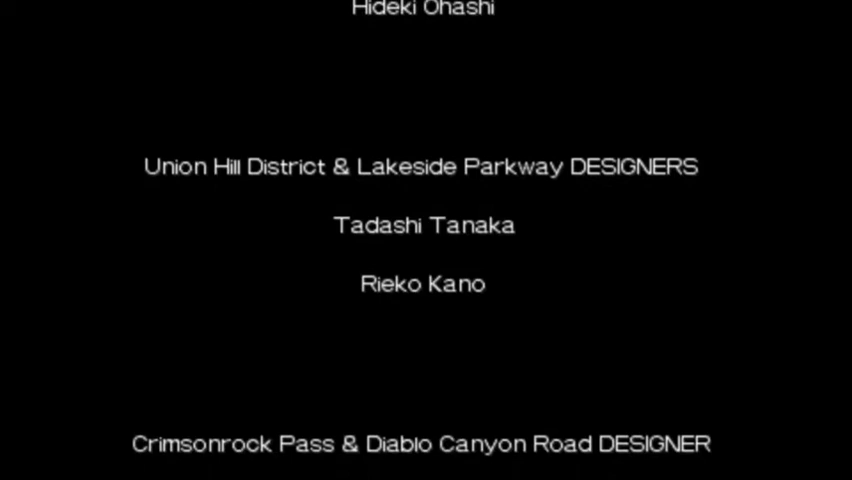 Hideki Ohashi
Union Hill District & Lakeside Parkway DESIGNERS
Tadashi Tanaka
Rieko Kano
Crimsonrock Pass & Diablo Canyon Road DESIGNER